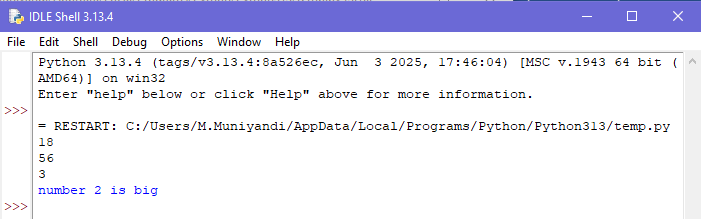 IDLE Shell 3.13.4
File Edit Shell Debug Options Window Help
Python 3.13.4 (tags/v3.13.4:8a526ec, Jun  3 2025, 17:46:04) [MSC v.1943 64 bit (
AMD64)] on win32
Enter "help" below or click "Help" above for more information.
>>>
= RESTART: C:/Users/M.Muniyandi/AppData/Local/Programs/Python/Python313/temp.py
18
56
3
number 2 is big
>>>